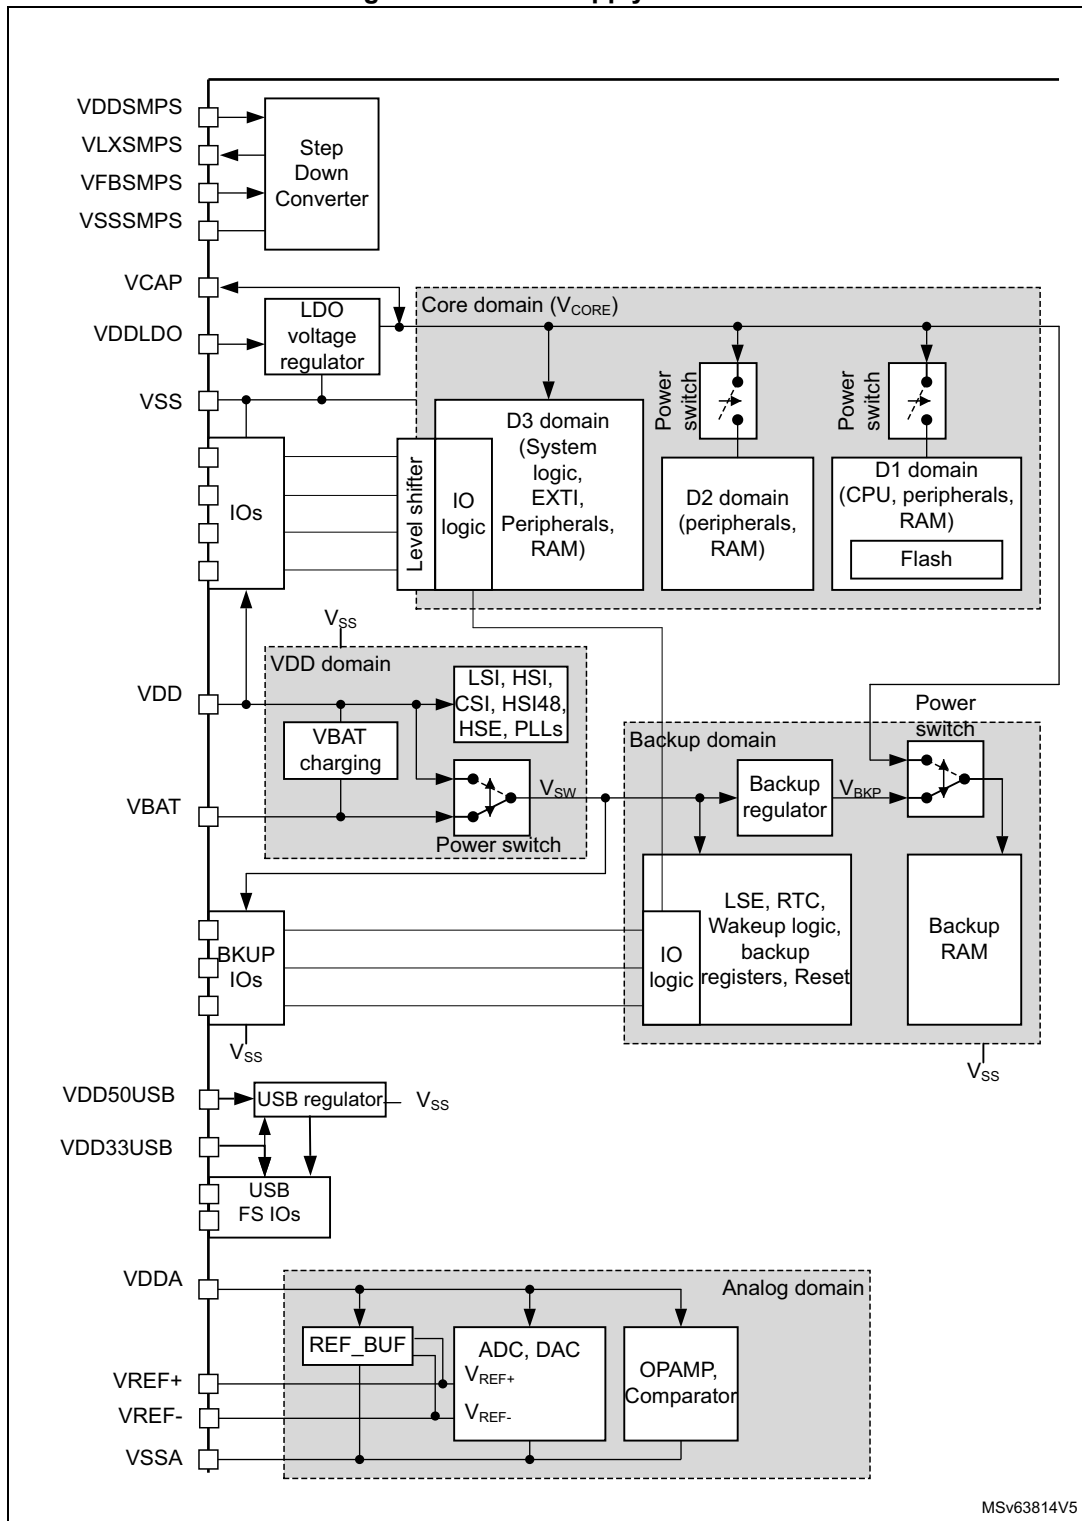 VDDSMPS
VLXSMPS
VFBSMPS
VSSSMPS
Step
Down
Converter
VCAP
VDDLDO
VSS
LDO
voltage
regulator
Core domain (VCORE)
Power
switch
Power
switch
D3 domain
(System
logic,
EXTI,
Peripherals,
RAM)
IO
logic
Level shifter
IOs
D2 domain
(peripherals,
RAM)
D1 domain
(CPU, peripherals,
RAM)
Flash
VSS
VDD domain
VDD
LSI, HSI,
CSI, HSI48,
HSE, PLLs
VBAT
charging
VBAT
Power switch
VSW
Backup domain
Power
switch
Backup
regulator
VBKP
LSE, RTC,
Wakeup logic,
backup
registers, Reset
IO
logic
Backup
RAM
BKUP
IOs
VSS
VSS
VDD50USB
USB regulator
VSS
VDD33USB
USB
FS IOs
VDDA
Analog domain
REF_BUF
ADC, DAC
VREF+
VREF-
OPAMP,
Comparator
VREF+
VREF-
VSSA
MSv63814V5